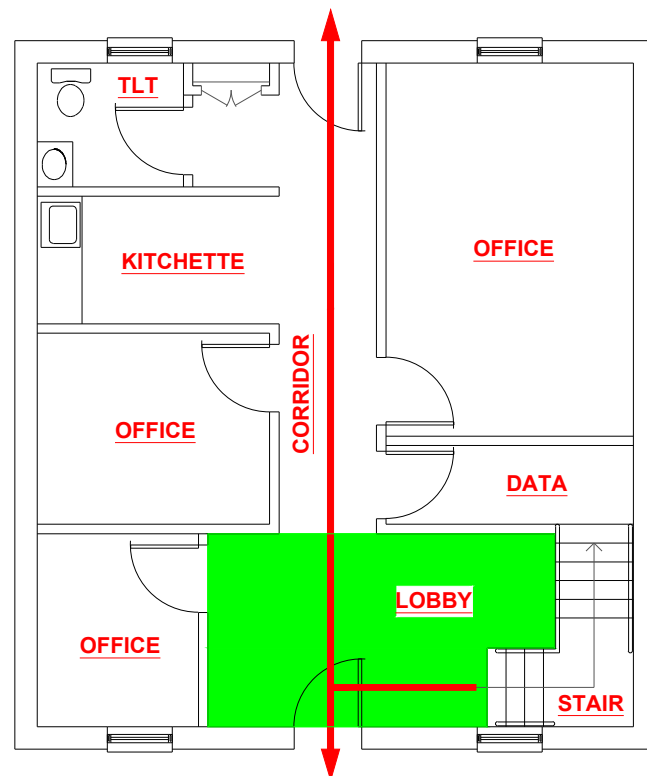 TLT
KITCHETTE
OFFICE
CORRIDOR
OFFICE
DATA
LOBBY
OFFICE
STAIR